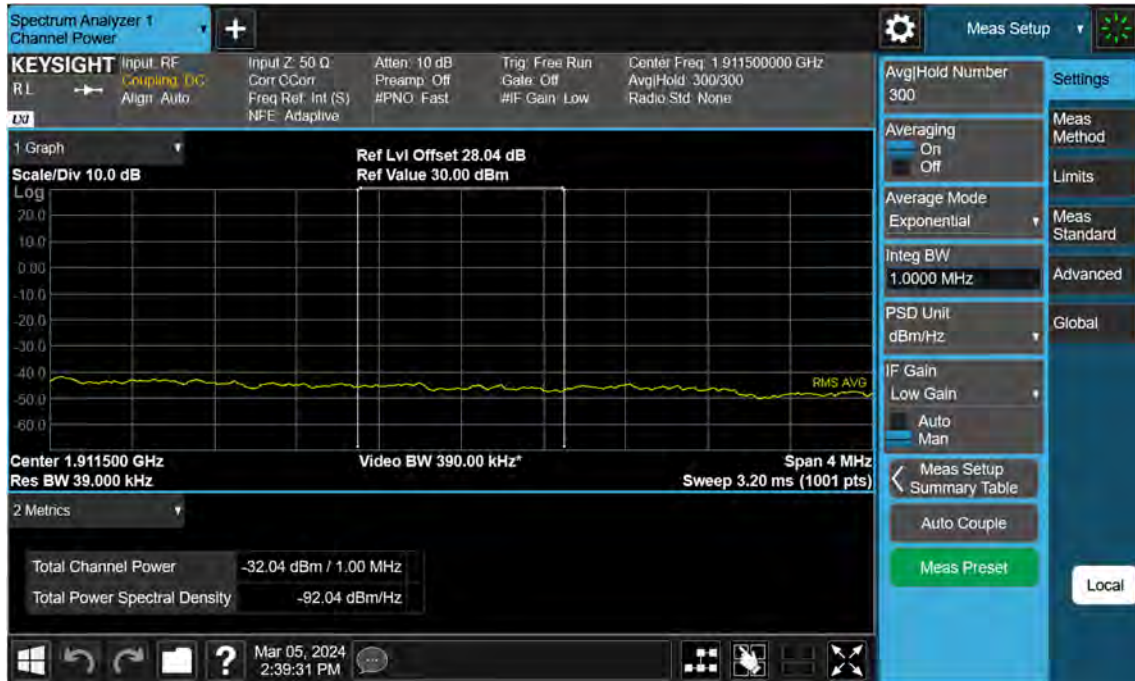 Spectrum Analyzer 1
Channel Power
+
Meas Setup
KEYSIGHT
RL
LXI
Input: RF
Coupling: DC
Align: Auto
Input Z: 50 Ω
Corr CCorr
Freq Ref: Int (S)
NFE: Adaptive
Atten: 10 dB
Preamp: Off
#PNO: Fast
Trig: Free Run
Gate: Off
#IF Gain: Low
Center Freq: 1.911500000 GHz
Avg|Hold: 300/300
Radio Std: None
1 Graph
Scale/Div 10.0 dB
Ref Lvl Offset 28.04 dB
Ref Value 30.00 dBm
Log
20.0
10.0
0.00
-10.0
-20.0
-30.0
-40.0
-50.0
-60.0
RMS AVG
Center 1.911500 GHz
Res BW 39.000 kHz
Video BW 390.00 kHz*
Span 4 MHz
Sweep 3.20 ms (1001 pts)
2 Metrics
Total Channel Power -32.04 dBm / 1.00 MHz
Total Power Spectral Density -92.04 dBm/Hz
Avg|Hold Number
300
Averaging
On
Off
Average Mode
Exponential
Integ BW
1.0000 MHz
PSD Unit
dBm/Hz
IF Gain
Low Gain
Auto
Man
Meas Setup
Summary Table
Auto Couple
Meas Preset
Settings
Meas
Method
Limits
Meas
Standard
Advanced
Global
Local
?
Mar 05, 2024
2:39:31 PM